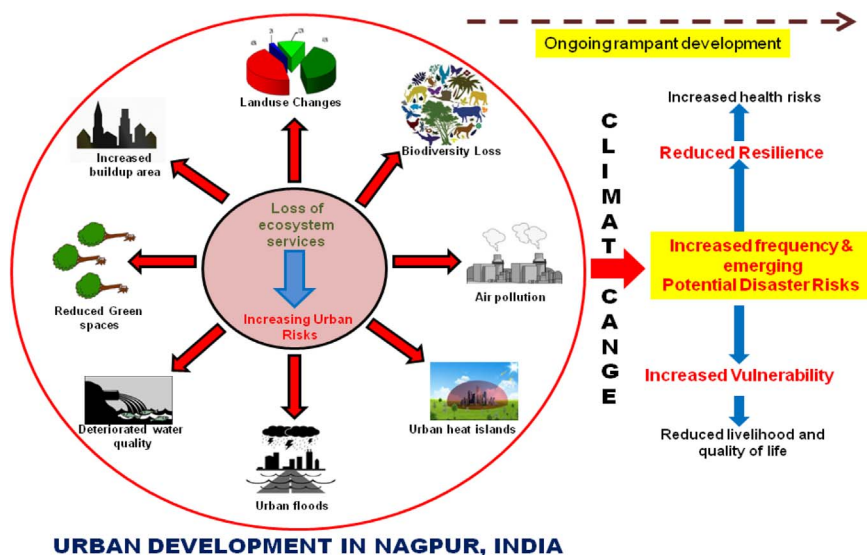 Ongoing rampant development
Landuse Changes
Biodiversity Loss
Increased
buildup area
Loss of
ecosystem
services
Increasing Urban
Risks
Reduced Green
spaces
Air pollution
Deteriorated water
quality
Urban heat islands
Urban floods
CLIMAT CANGE
Increased health risks
Reduced Resilience
Increased frequency &
emerging
Potential Disaster Risks
Increased Vulnerability
Reduced livelihood and
quality of life
URBAN DEVELOPMENT IN NAGPUR, INDIA